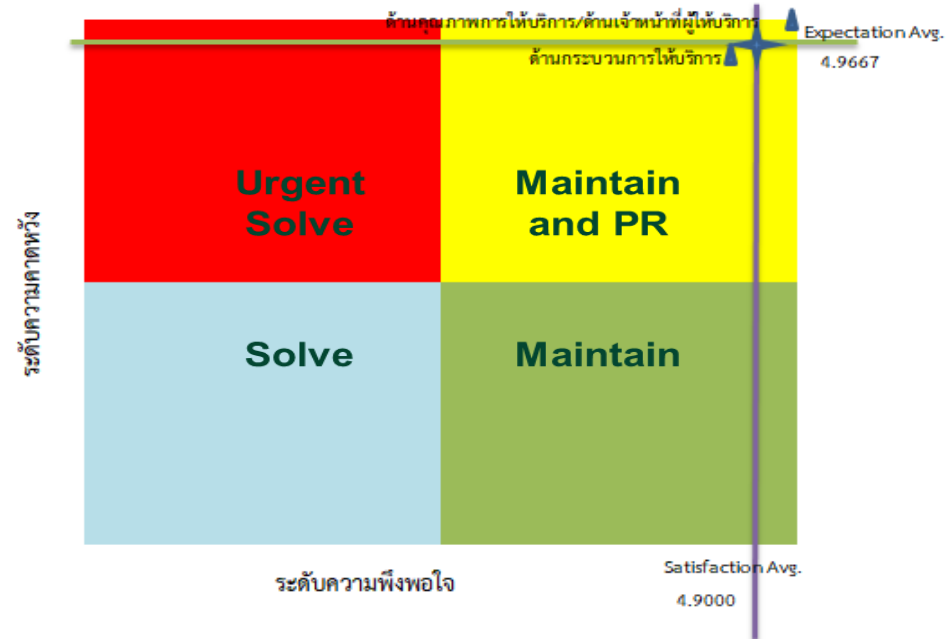 ด้านคุณภาพการให้บริการ/ด้านเจ้าหน้าที่ผู้ให้บริการ
Expectation Avg.
4.9667
ด้านกระบวนการให้บริการ
Urgent
Solve
Maintain
and PR
ระดับความคาดหวัง
Solve
Maintain
ระดับความพึงพอใจ
Satisfaction Avg.
4.9000